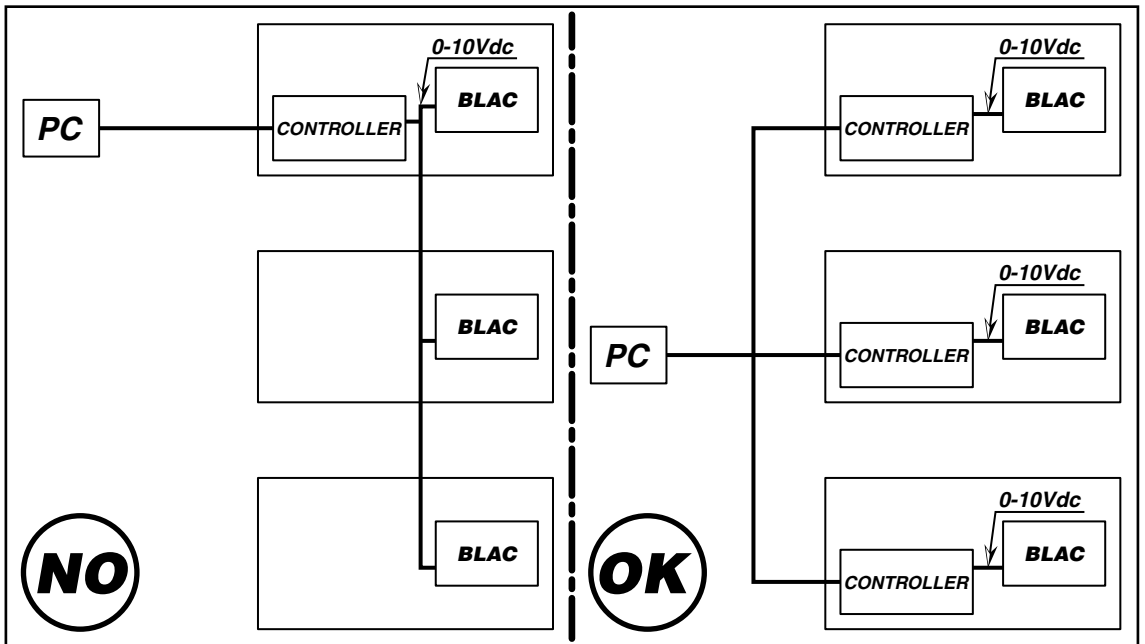 0-10Vdc
BLAC
PC
CONTROLLER
BLAC
BLAC
NO
0-10Vdc
BLAC
CONTROLLER
0-10Vdc
BLAC
PC
CONTROLLER
0-10Vdc
BLAC
CONTROLLER
OK